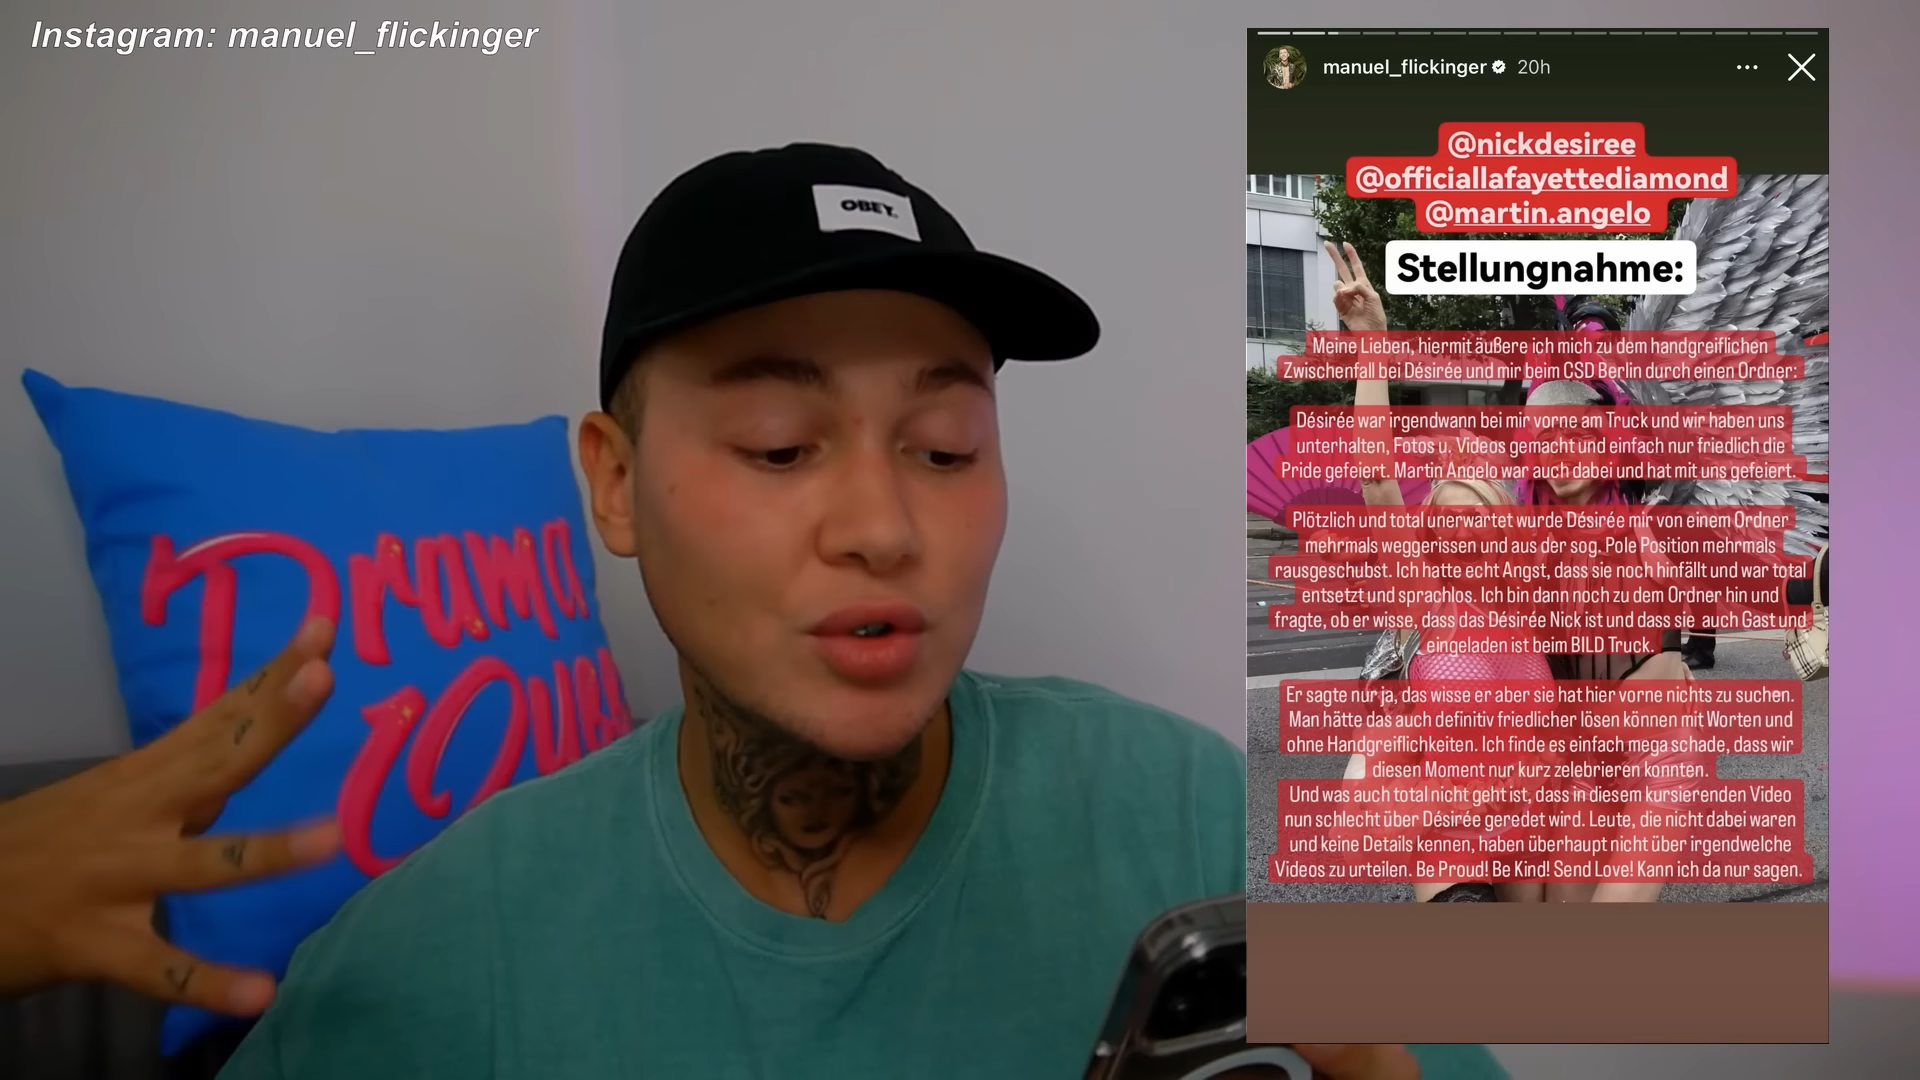 Instagram: manuel_flickinger
manuel_flickinger 20h
@nickdesiree
@officiallafayettediamond
@martin.angelo
Stellungnahme:
Meine Lieben, hiermit äußere ich mich zu dem handgreiflichen
Zwischenfall bei Désirée und mir beim CSD Berlin durch einen Ordner:
Désirée war irgendwann bei mir vorne am Truck und wir haben uns
unterhalten, Fotos u. Videos gemacht und einfach nur friedlich die
Pride gefeiert. Martin Angelo war auch dabei und hat mit uns gefeiert.
Plötzlich und total unerwartet wurde Désirée mir von einem Ordner
mehrmals weggerissen und aus der sog. Pole Position mehrmals
rausgeschubst. Ich hatte echt Angst, dass sie noch hinfällt und war total
entsetzt und sprachlos. Ich bin dann noch zu dem Ordner hin und
fragte, ob er wisse, dass das Désirée Nick ist und dass sie auch Gast und
eingeladen ist beim BILD Truck.
Er sagte nur ja, das wisse er aber sie hat hier vorne nichts zu suchen.
Man hätte das auch definitiv friedlicher lösen können mit Worten und
ohne Handgreiflichkeiten. Ich finde es einfach mega schade, dass wir
diesen Moment nur kurz zelebrieren konnten.
Und was auch total nicht geht ist, dass in diesem kursierenden Video
nun schlecht über Désirée geredet wird. Leute, die nicht dabei waren
und keine Details kennen, haben überhaupt nicht über irgendwelche
Videos zu urteilen. Be Proud! Be Kind! Send Love! Kann ich da nur sagen.
OBEY.
Drama
Queen